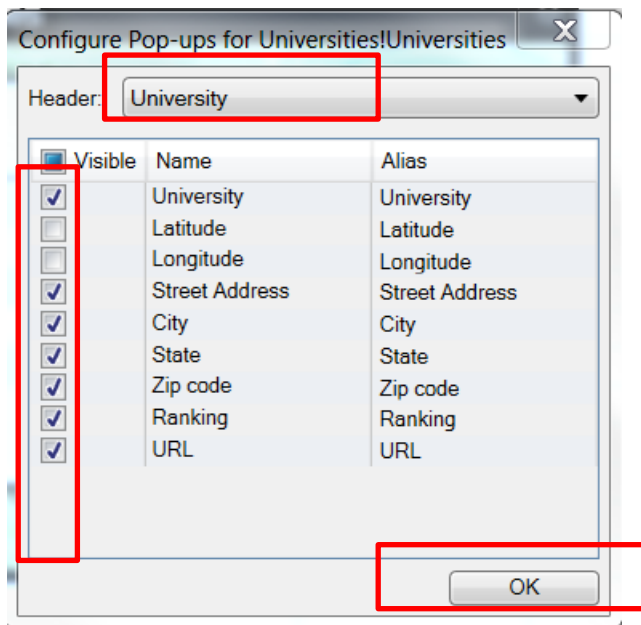 Configure Pop-ups for Universities!Universities X
Header: University
Visible Name Alias
University University
Latitude Latitude
Longitude Longitude
Street Address Street Address
City City
State State
Zip code Zip code
Ranking Ranking
URL URL
OK